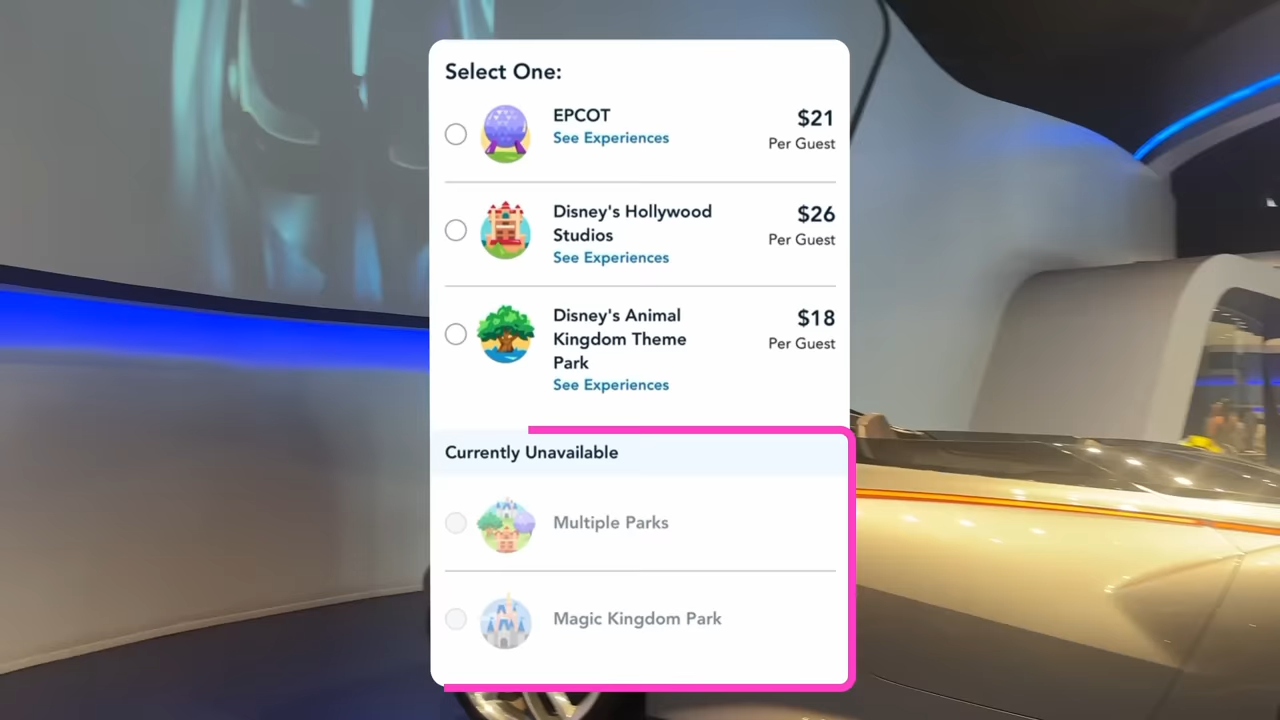 Select One:
EPCOT
$21
See Experiences
Per Guest
Disney's Hollywood
$26
Studios
Per Guest
See Experiences
Disney's Animal
$18
Kingdom Theme
Per Guest
Park
See Experiences
Currently Unavailable
Multiple Parks
Magic Kingdom Park